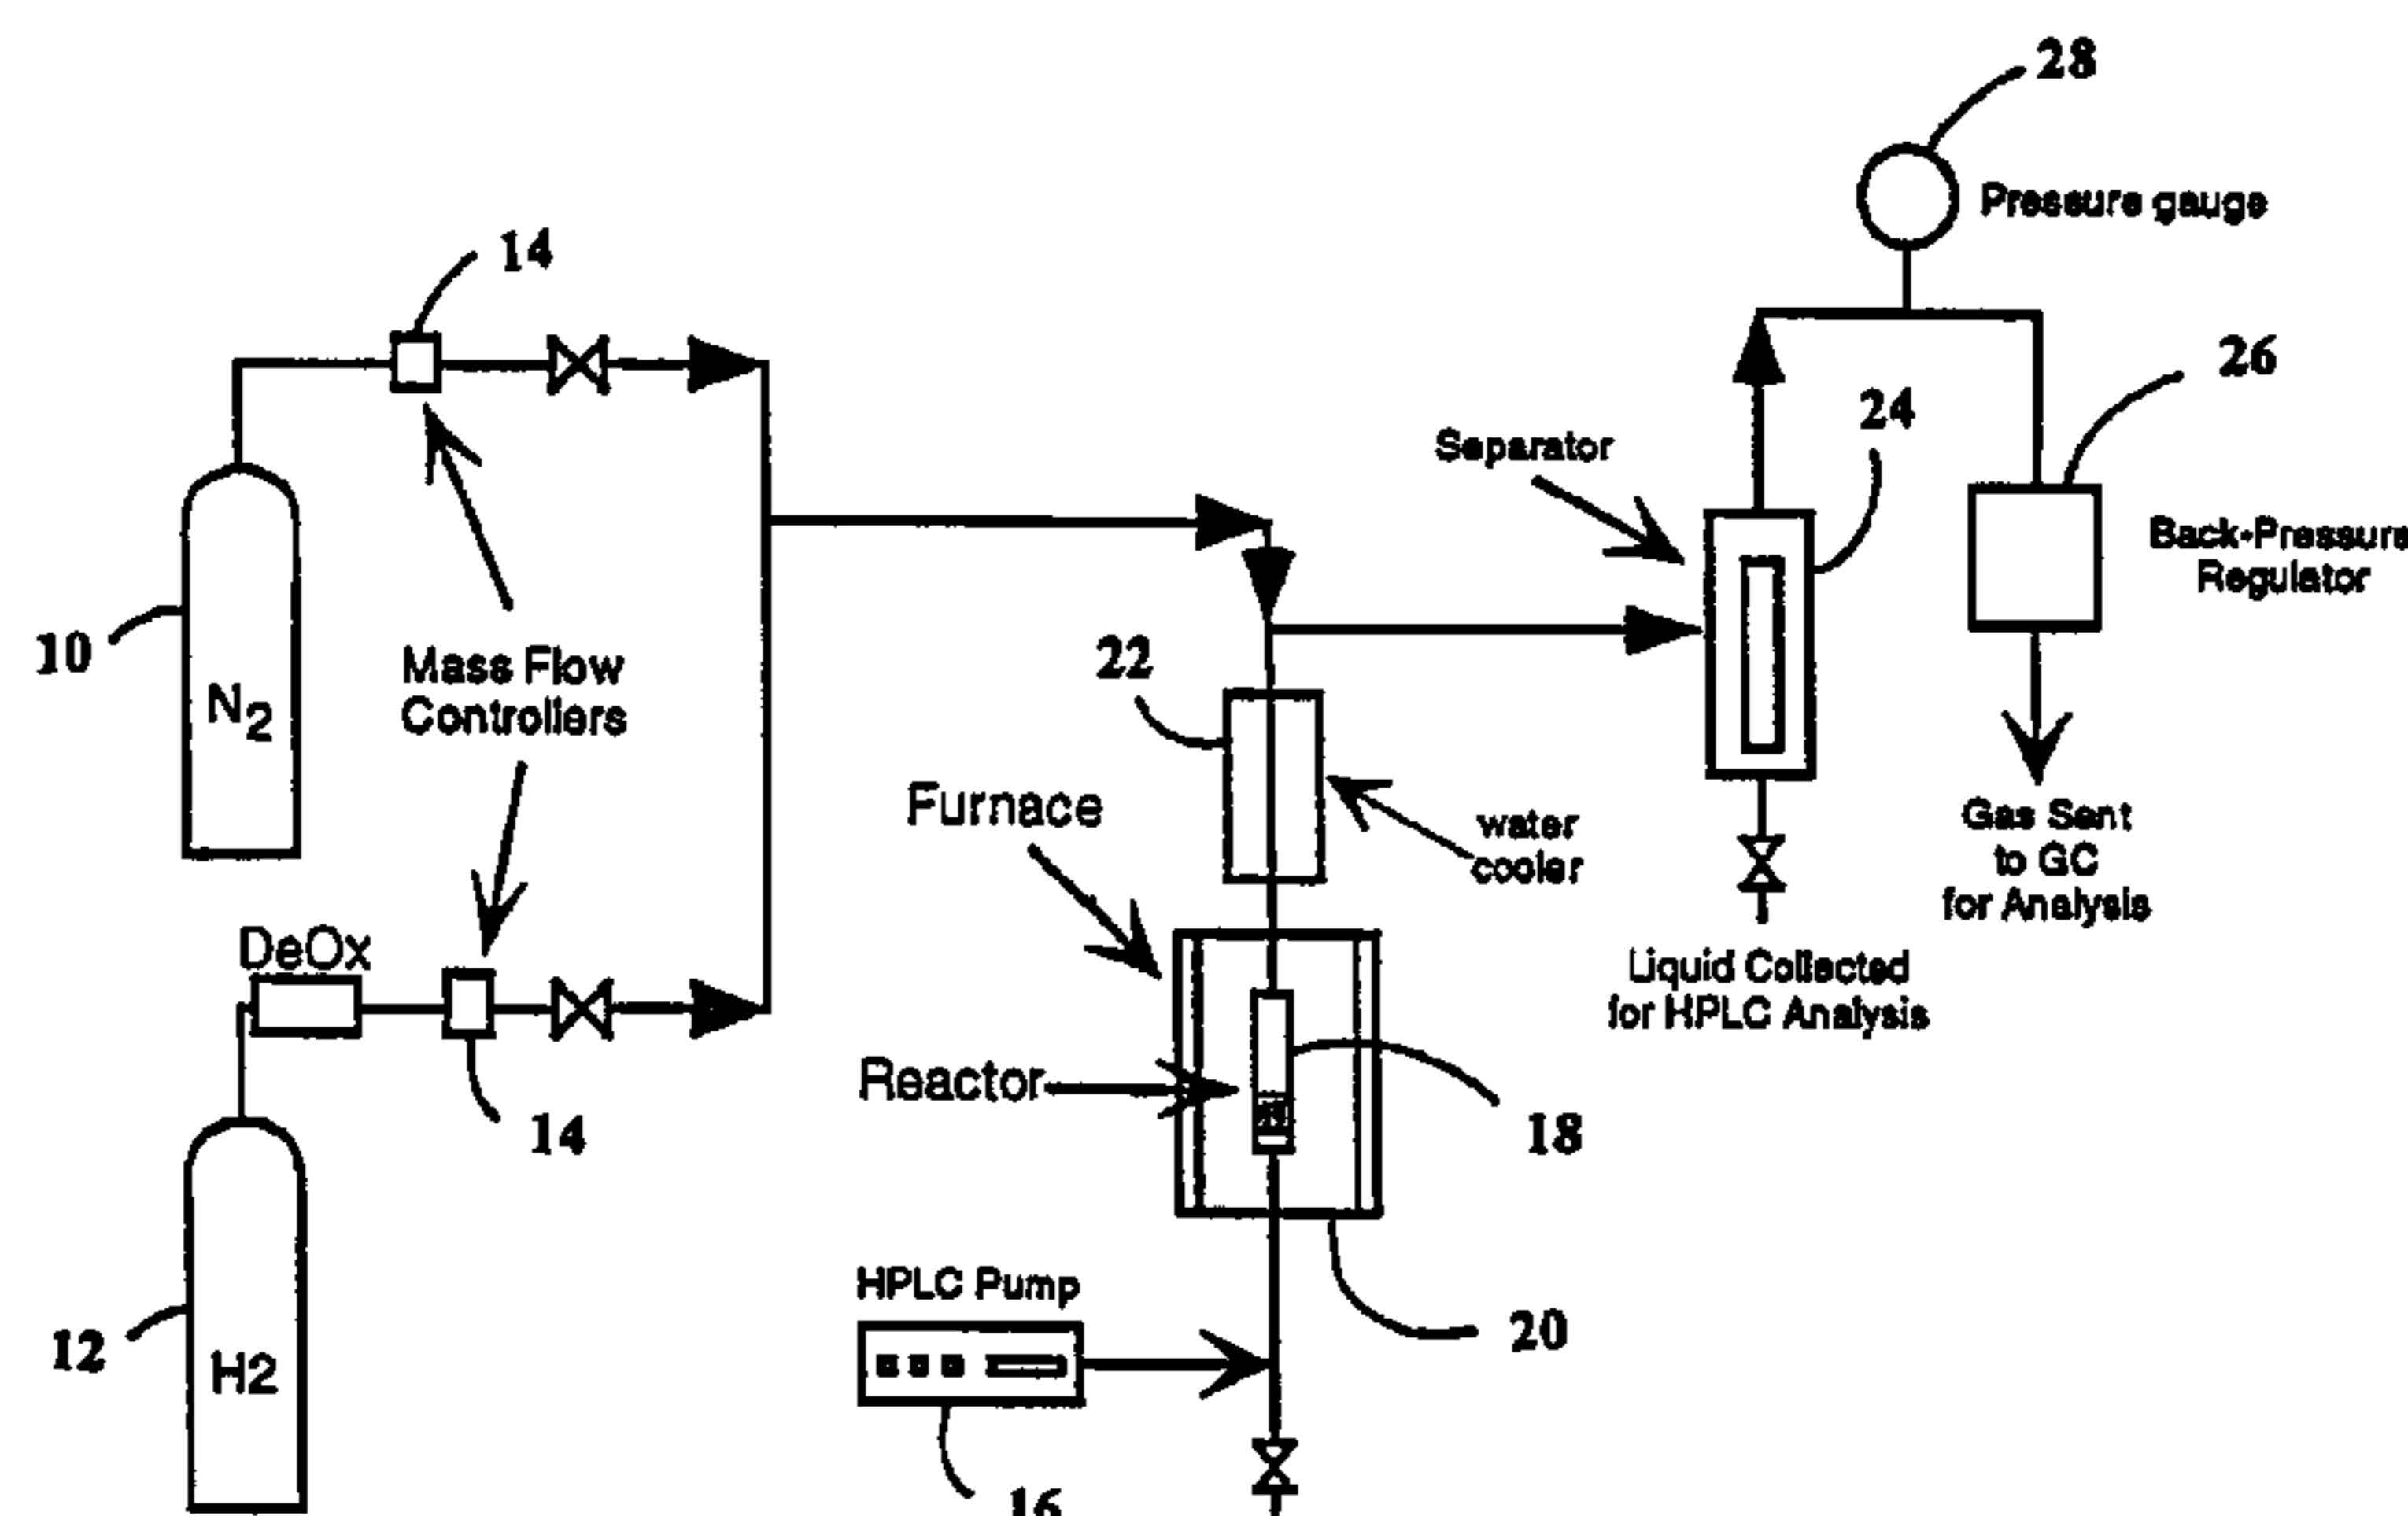 28
Pressure gauge
14
26
24
Separator
Back-Pressure
Regulator
10
Mass Flow
Controllers
22
N2
Furnace
water
cooler
Gas Sent
to GC
for Analysis
DeOx
Liquid Collected
for HPLC Analysis
Reactor
14
18
HPLC Pump
20
12
H2
16